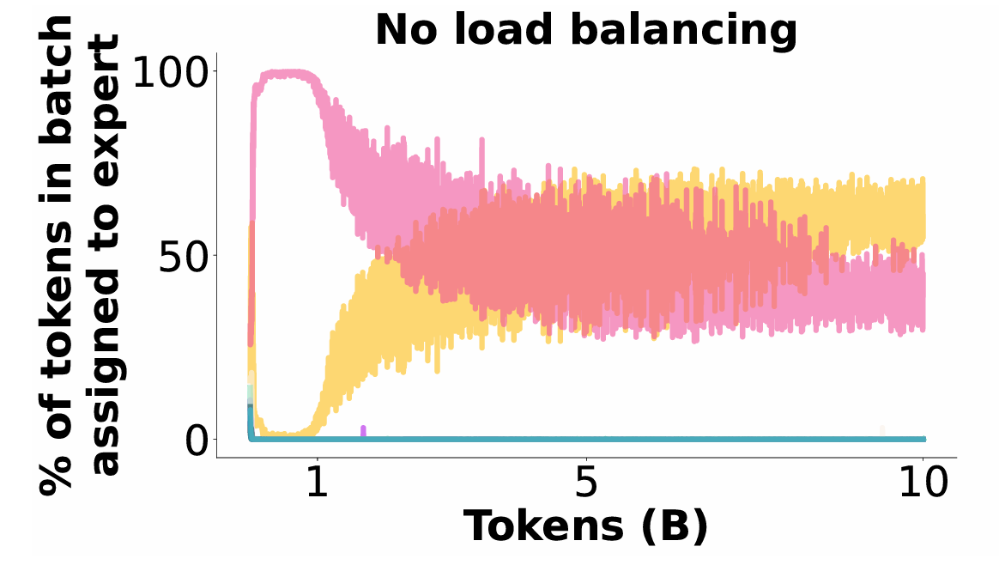 No load balancing
% of tokens in batch
assigned to expert
100
50
0
1
5
10
Tokens (B)